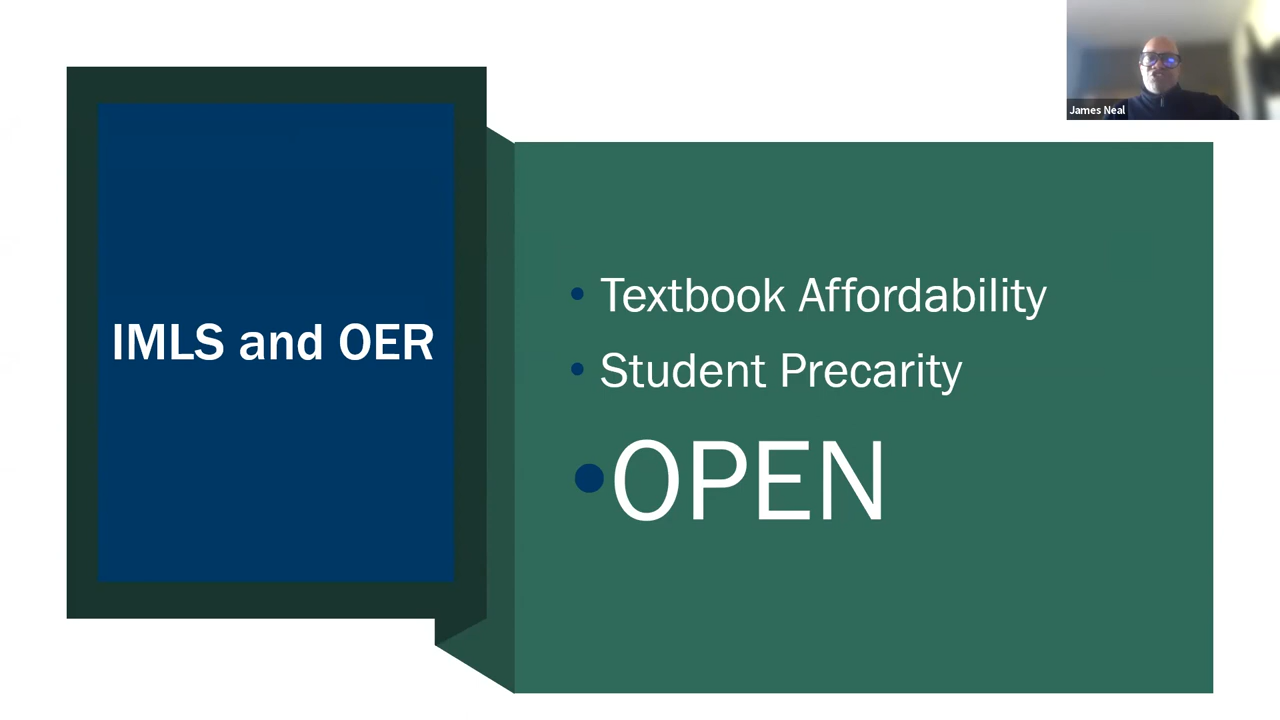 James Neal
IMLS and OER
• Textbook Affordability
• Student Precarity
• OPEN